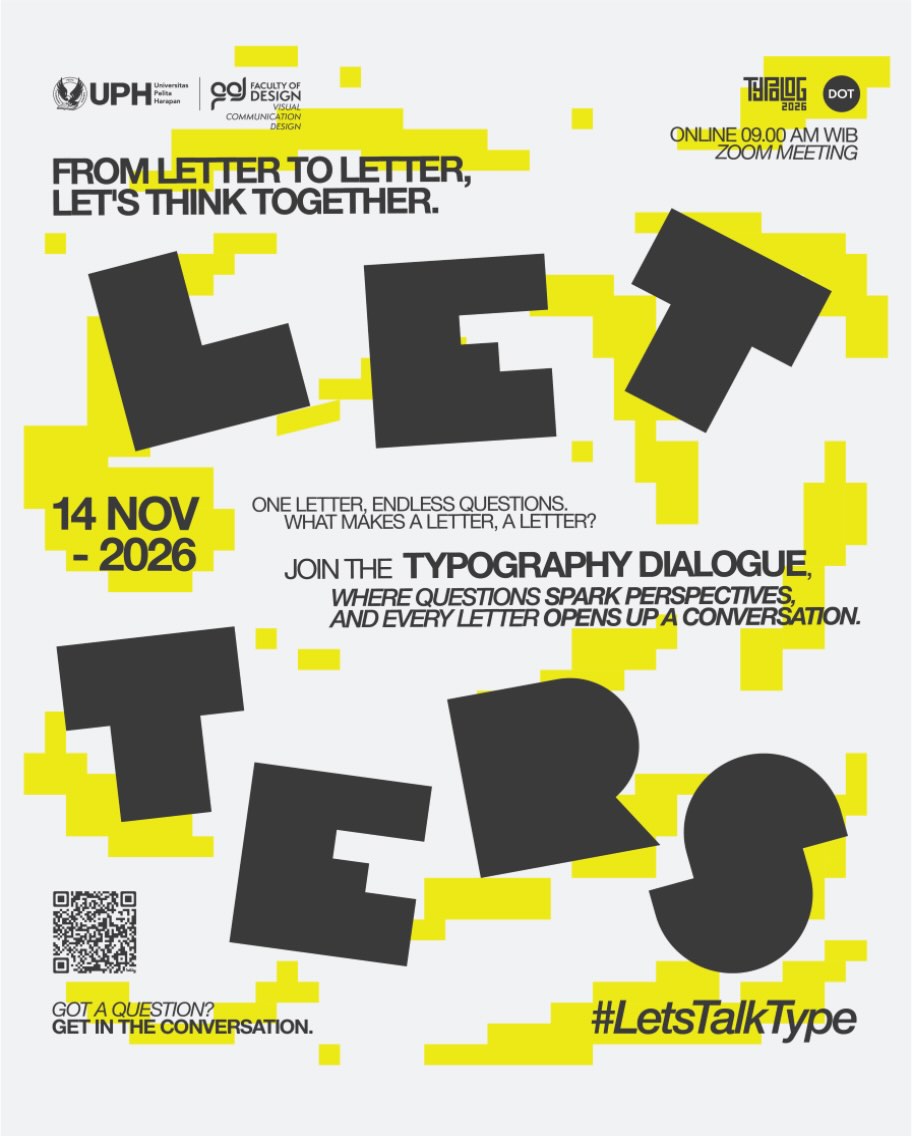 UPH Universitas
Pelita
Harapan
FACULTY OF
DESIGN
VISUAL
COMMUNICATION
DESIGN
TYPOLOG
2026
DOT
ONLINE 09.00 AM WIB
ZOOM MEETING
FROM LETTER TO LETTER,
LET'S THINK TOGETHER.
LET
14 NOV
- 2026
ONE LETTER, ENDLESS QUESTIONS.
WHAT MAKES A LETTER, A LETTER?
JOIN THE TYPOGRAPHY DIALOGUE,
WHERE QUESTIONS SPARK PERSPECTIVES,
AND EVERY LETTER OPENS UP A CONVERSATION.
TERS
GOT A QUESTION?
GET IN THE CONVERSATION.
#LetsTalkType